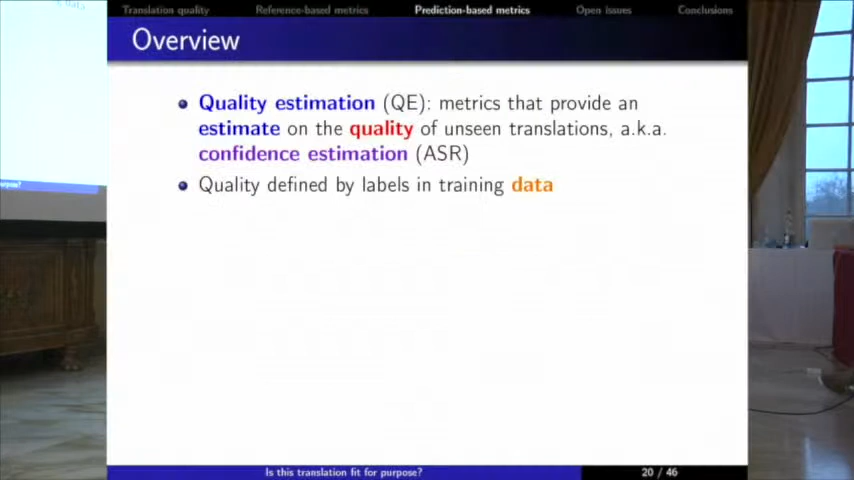 Translation quality Reference-based metrics Prediction-based metrics Open issues Conclusions
Overview
Quality estimation (QE): metrics that provide an
estimate on the quality of unseen translations, a.k.a.
confidence estimation (ASR)
Quality defined by labels in training data
Is this translation fit for purpose? 20 / 46